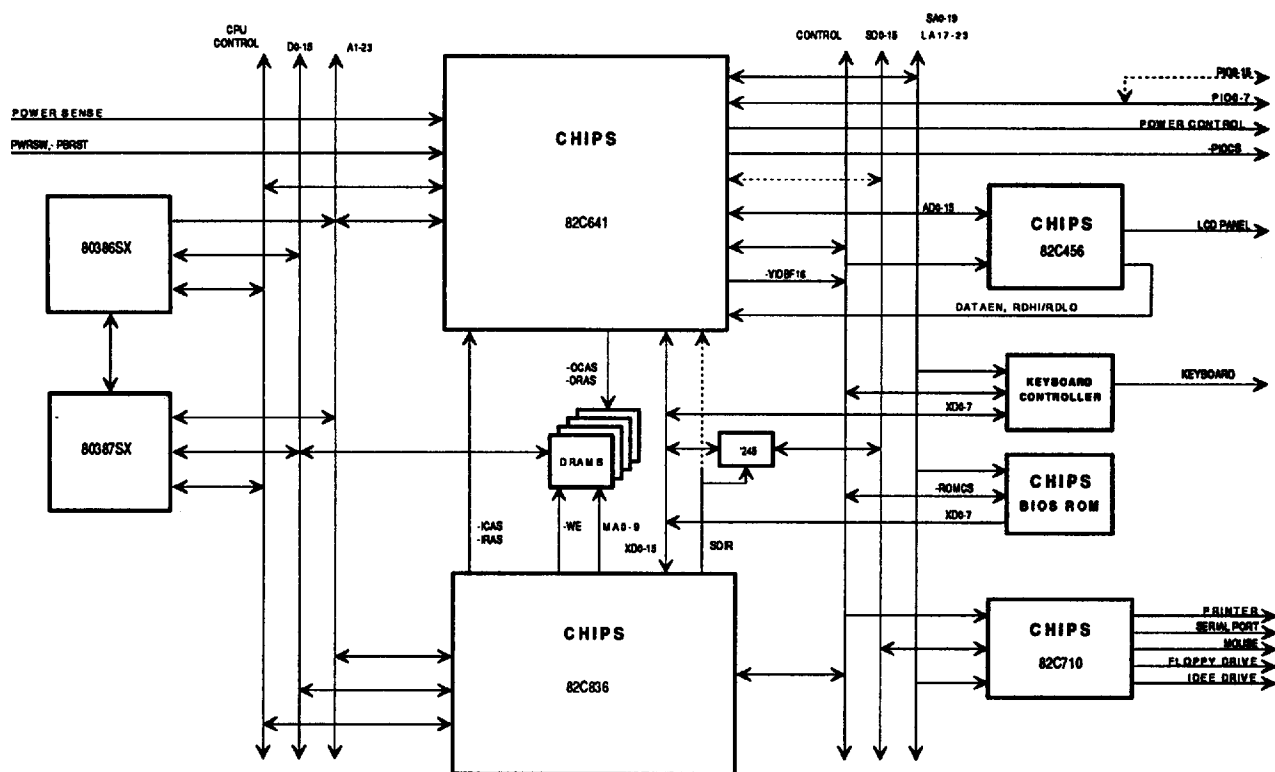 CPU
CONTROL
D0-15
A1-23
CONTROL
SD0-15
SA0-19
LA17-23
POWER SENSE
PWRSW,- PBRST
CHIPS
82C641
PIO8-15
PIO0-7
POWER CONTROL
-PIOCS
80386SX
AD0-15
CHIPS
82C456
LCD PANEL
-VIDBF16
DATAEN, RDHI/RDLO
-OCAS
-ORAS
KEYBOARD
CONTROLLER
KEYBOARD
XD0-7
80387SX
DRAMS
'245
-ROMCS
CHIPS
BIOS ROM
XD0-7
-ICAS
-IRAS
-WE
MA0-9
XD0-15
SDIR
CHIPS
82C836
CHIPS
82C710
PRINTER
SERIAL PORT
MOUSE
FLOPPY DRIVE
IDEE DRIVE